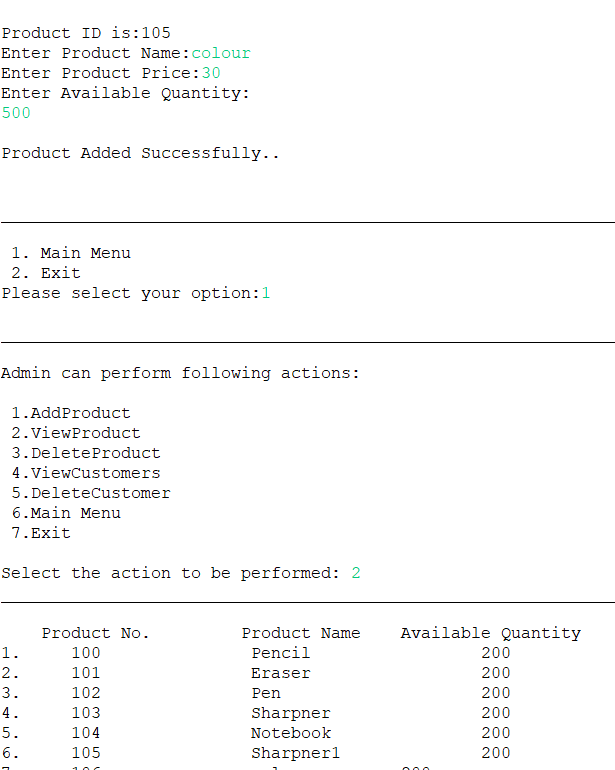 Product ID is:105
Enter Product Name:colour
Enter Product Price:30
Enter Available Quantity:
500
Product Added Successfully..
1. Main Menu
2. Exit
Please select your option:1
Admin can perform following actions:
1.AddProduct
2.ViewProduct
3.DeleteProduct
4.ViewCustomers
5.DeleteCustomer
6.Main Menu
7.Exit
Select the action to be performed: 2
Product No. Product Name Available Quantity
1. 100 Pencil 200
2. 101 Eraser 200
3. 102 Pen 200
4. 103 Sharpner 200
5. 104 Notebook 200
6. 105 Sharpner1 200